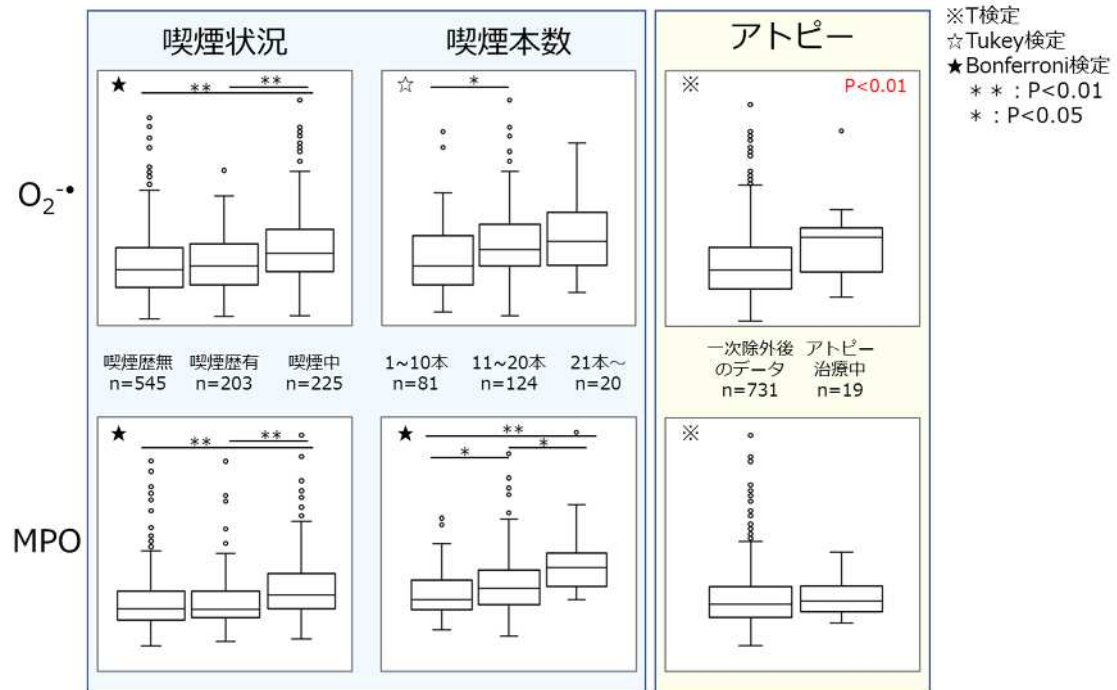 喫煙状況
喫煙本数
アトピー
※T検定
☆Tukey検定
★Bonferroni検定
＊＊：P<0.01
＊：P<0.05
O₂⁻•
★
**
**
☆
*
※
P<0.01
喫煙歴無
n=545
喫煙歴有
n=203
喫煙中
n=225
1~10本
n=81
11~20本
n=124
21本～
n=20
一次除外後
のデータ
n=731
アトピー
治療中
n=19
MPO
★
**
**
★
**
*
*
※